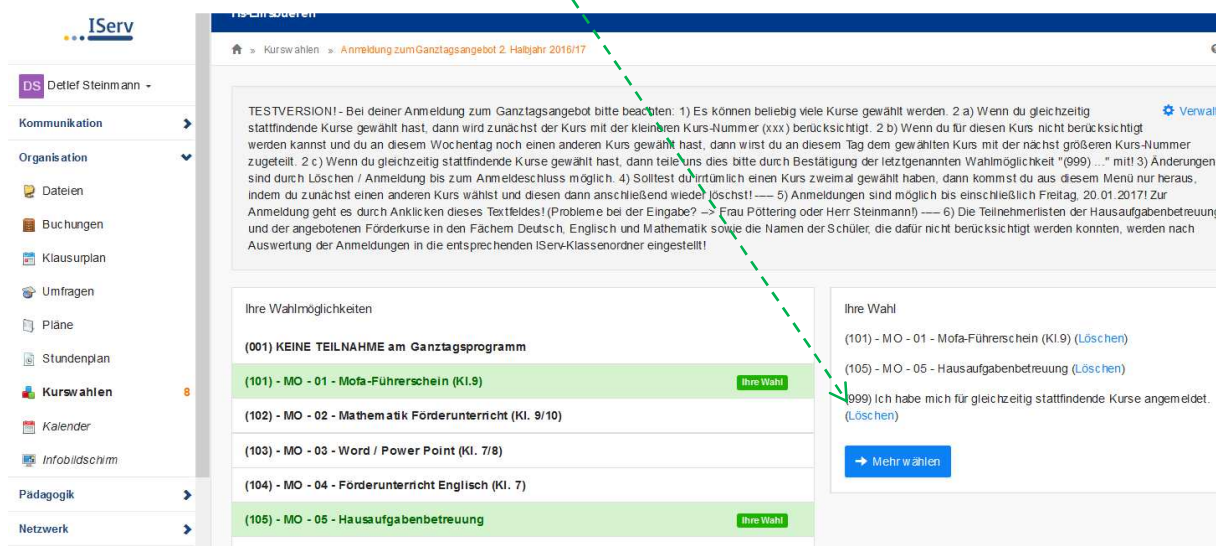 IServ
DS Detlef Steinmann
Kommunikation
Organisation
Dateien
Buchungen
Klausurplan
Umfragen
Pläne
Stundenplan
Kurswahlen 8
Kalender
Infobildschirm
Pädagogik
Netzwerk
» Kurswahlen » Anmeldung zum Ganztagsangebot 2. Halbjahr 2016/17
TESTVERSION! - Bei deiner Anmeldung zum Ganztagsangebot bitte beachten: 1) Es können beliebig viele Kurse gewählt werden. 2 a) Wenn du gleichzeitig
stattfindende Kurse gewählt hast, dann wird zunächst der Kurs mit der kleineren Kurs-Nummer (xxx) berücksichtigt. 2 b) Wenn du für diesen Kurs nicht berücksichtigt
werden kannst und du an diesem Wochentag noch einen anderen Kurs gewählt hast, dann wirst du an diesem Tag dem gewählten Kurs mit der nächst größeren Kurs-Nummer
zugeteilt. 2 c) Wenn du gleichzeitig stattfindende Kurse gewählt hast, dann teile uns dies bitte durch Bestätigung der letztgenannten Wahlmöglichkeit "(999) ..." mit! 3) Änderungen
sind durch Löschen / Anmeldung bis zum Anmeldeschluss möglich. 4) Solltest du irrtümlich einen Kurs zweimal gewählt haben, dann kommst du aus diesem Menü nur heraus,
indem du zunächst einen anderen Kurs wählst und diesen dann anschließend wieder löschst! ---- 5) Anmeldungen sind möglich bis einschließlich Freitag, 20.01.2017! Zur
Anmeldung geht es durch Anklicken dieses Textfeldes! (Probleme bei der Eingabe? --> Frau Pöttering oder Herr Steinmann!) ---- 6) Die Teilnehmerlisten der Hausaufgabenbetreuung
und der angebotenen Förderkurse in den Fächern Deutsch, Englisch und Mathematik sowie die Namen der Schüler, die dafür nicht berücksichtigt werden konnten, werden nach
Auswertung der Anmeldungen in die entsprechenden IServ-Klassenordner eingestellt!
Verwalt
Ihre Wahlmöglichkeiten
(001) KEINE TEILNAHME am Ganztagsprogramm
(101) - MO - 01 - Mofa-Führerschein (Kl.9) Ihre Wahl
(102) - MO - 02 - Mathematik Förderunterricht (Kl. 9/10)
(103) - MO - 03 - Word / Power Point (Kl. 7/8)
(104) - MO - 04 - Förderunterricht Englisch (Kl. 7)
(105) - MO - 05 - Hausaufgabenbetreuung Ihre Wahl
Ihre Wahl
(101) - MO - 01 - Mofa-Führerschein (Kl.9) (Löschen)
(105) - MO - 05 - Hausaufgabenbetreuung (Löschen)
(999) Ich habe mich für gleichzeitig stattfindende Kurse angemeldet.
(Löschen)
Mehr wählen